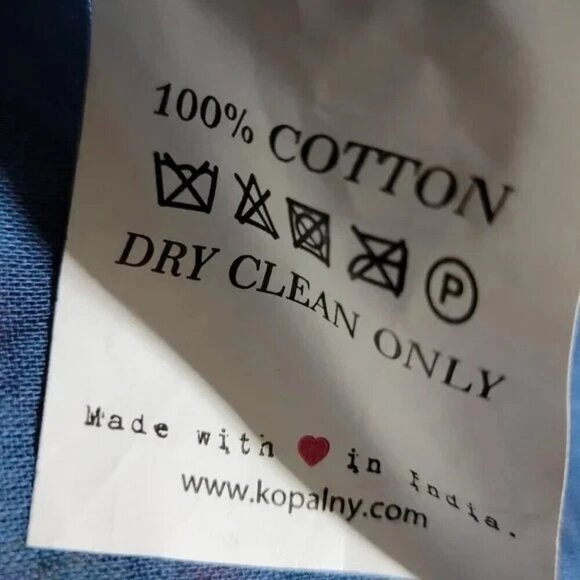 100% COTTON
P
DRY CLEAN ONLY
Made with ❤ in India.
www.kopalny.com